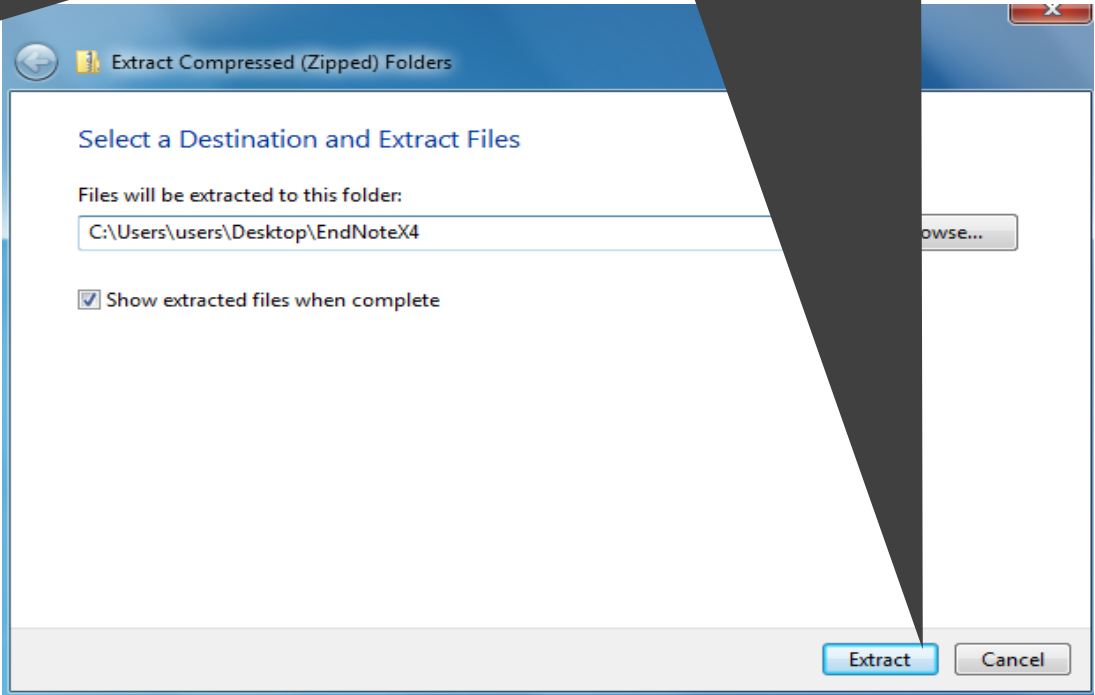 Extract Compressed (Zipped) Folders
Select a Destination and Extract Files
Files will be extracted to this folder:
C:\Users\users\Desktop\EndNoteX4
owse...
Show extracted files when complete
Extract Cancel